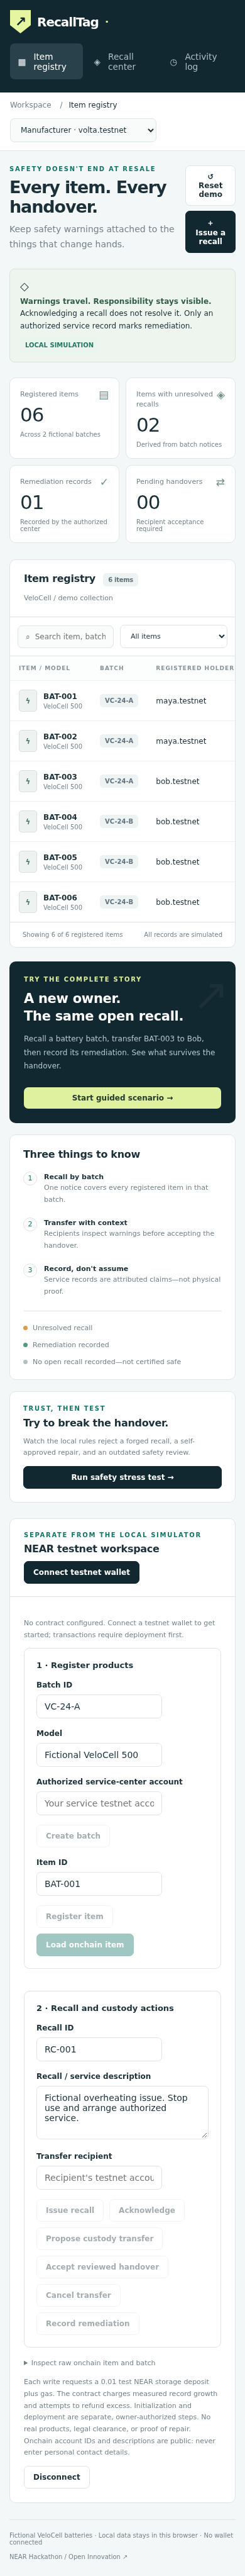 RecallTag
Item
registry
Recall
center
Activity
log
Workspace / Item registry
Manufacturer · volta.testnet
SAFETY DOESN'T END AT RESALE
Every item. Every
handover.
Keep safety warnings attached to the
things that change hands.
↺
Reset
demo
+
Issue a
recall
Warnings travel. Responsibility stays visible.
Acknowledging a recall does not resolve it. Only an
authorized service record marks remediation.
LOCAL SIMULATION
Registered items
06
Across 2 fictional batches
Items with unresolved
recalls
02
Derived from batch notices
Remediation records
01
Recorded by the authorized
center
Pending handovers
00
Recipient acceptance
required
Item registry 6 items
VeloCell / demo collection
Search item, batch
All items
ITEM / MODEL BATCH REGISTERED HOLDER
BAT-001
VeloCell 500
VC-24-A
maya.testnet
BAT-002
VeloCell 500
VC-24-A
maya.testnet
BAT-003
VeloCell 500
VC-24-A
bob.testnet
BAT-004
VeloCell 500
VC-24-B
bob.testnet
BAT-005
VeloCell 500
VC-24-B
bob.testnet
BAT-006
VeloCell 500
VC-24-B
bob.testnet
Showing 6 of 6 registered items All records are simulated
TRY THE COMPLETE STORY
A new owner.
The same open recall.
Recall a battery batch, transfer BAT-003 to Bob,
then record its remediation. See what survives the
handover.
Start guided scenario →
Three things to know
1 Recall by batch
One notice covers every registered item in that
batch.
2 Transfer with context
Recipients inspect warnings before accepting the
handover.
3 Record, don't assume
Service records are attributed claims—not physical
proof.
Unresolved recall
Remediation recorded
No open recall recorded—not certified safe
TRUST, THEN TEST
Try to break the handover.
Watch the local rules reject a forged recall, a self-
approved repair, and an outdated safety review.
Run safety stress test →
SEPARATE FROM THE LOCAL SIMULATOR
NEAR testnet workspace
Connect testnet wallet
No contract configured. Connect a testnet wallet to get
started; transactions require deployment first.
1 · Register products
Batch ID
VC-24-A
Model
Fictional VeloCell 500
Authorized service-center account
Your service testnet acco
Create batch
Item ID
BAT-001
Register item
Load onchain item
2 · Recall and custody actions
Recall ID
RC-001
Recall / service description
Fictional overheating issue. Stop
use and arrange authorized
service.
Transfer recipient
Recipient's testnet accou
Issue recall
Acknowledge
Propose custody transfer
Accept reviewed handover
Cancel transfer
Record remediation
▸ Inspect raw onchain item and batch
Each write requests a 0.01 test NEAR storage deposit
plus gas. The contract charges measured record growth
and attempts to refund excess. Initialization and
deployment are separate, owner-authorized steps. No
real products, legal clearance, or proof of repair.
Onchain account IDs and descriptions are public: never
enter personal contact details.
Disconnect
Fictional VeloCell batteries · Local data stays in this browser · No wallet
connected
NEAR Hackathon / Open Innovation ↗